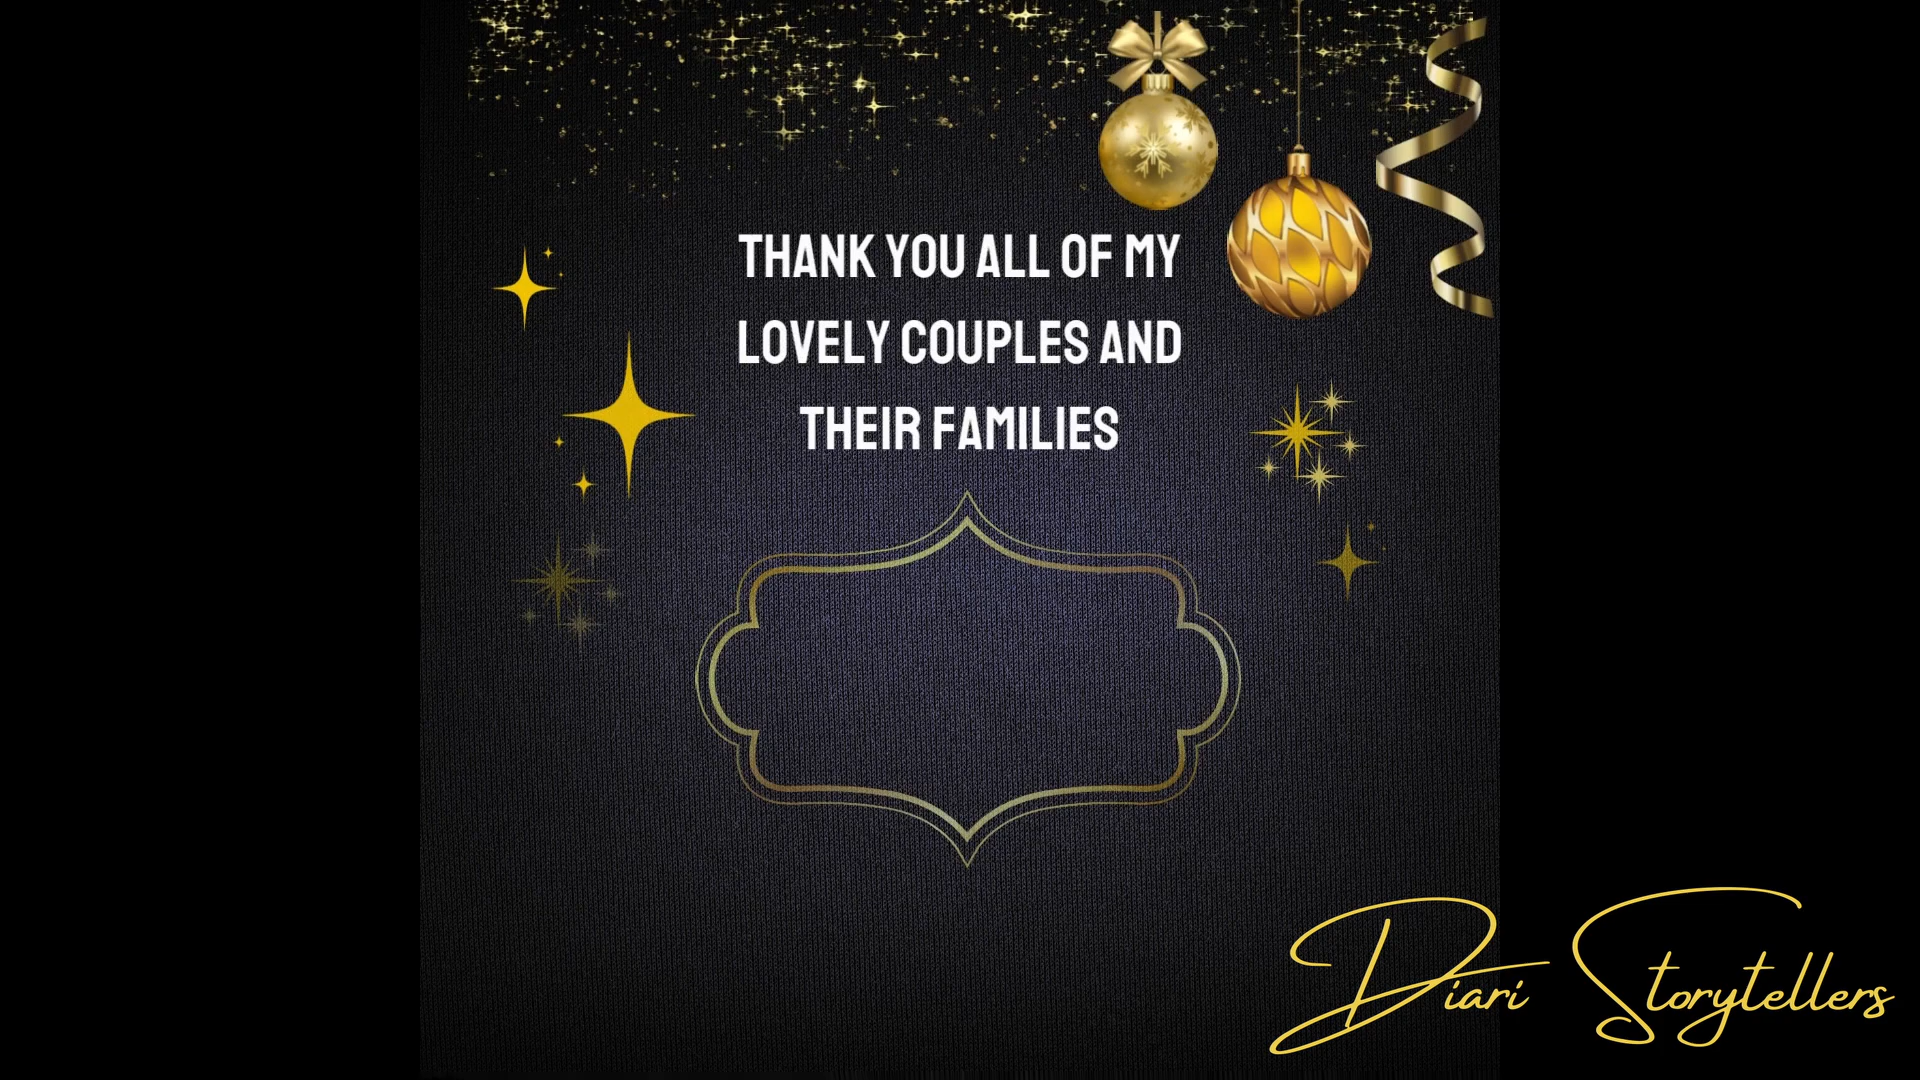 THANK YOU ALL OF MY
LOVELY COUPLES AND
THEIR FAMILIES
Diari Storytellers